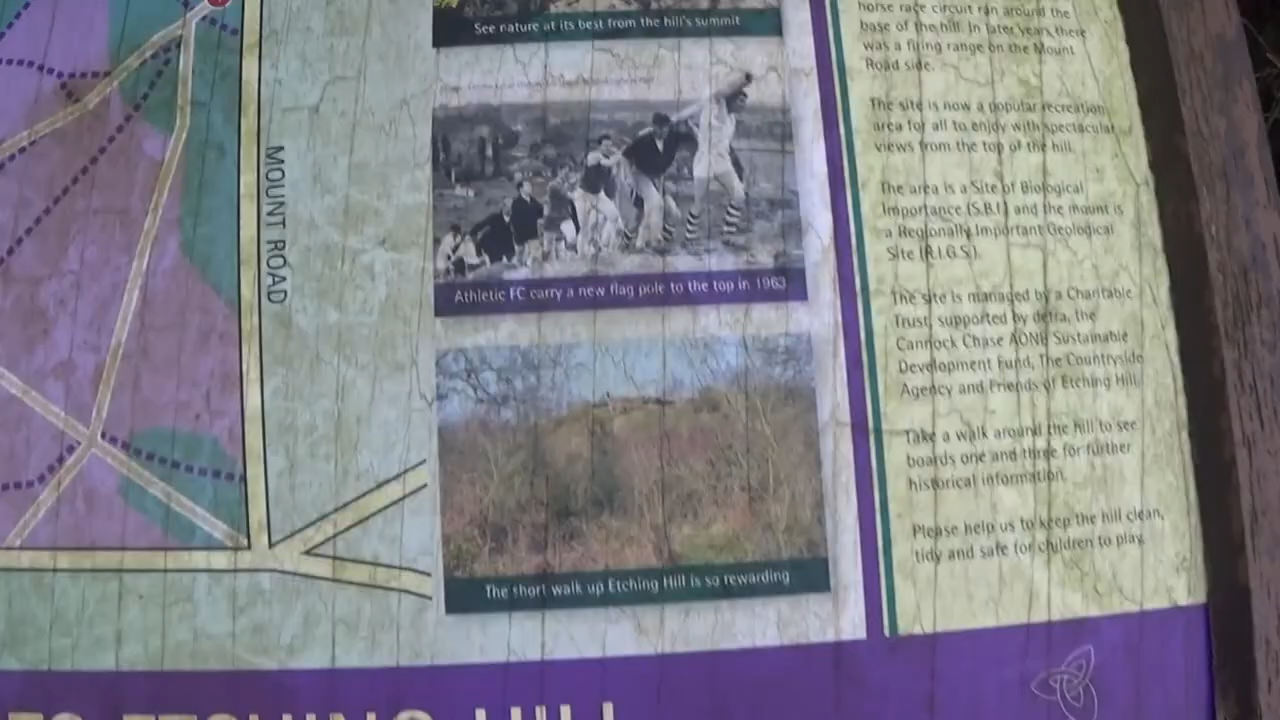 MOUNT ROAD
See nature at its best from the hill's summit
Athletic FC carry a new flag pole to the top in 1963
The short walk up Etching Hill is so rewarding
horse race circuit ran around the
base of the hill. In later years there
was a firing range on the Mount
Road side.
The site is now a popular recreation
area for all to enjoy with spectacular
views from the top of the hill.
The area is a Site of Biological
Importance (S.B.I.) and the mount is
a Regionally Important Geological
Site (R.I.G.S).
The site is managed by a Charitable
Trust, supported by defra, the
Cannock Chase AONB Sustainable
Development Fund, The Countryside
Agency and Friends of Etching Hill.
Take a walk around the hill to see
boards one and three for further
historical information.
Please help us to keep the hill clean,
tidy and safe for children to play.
ETCHING HILL